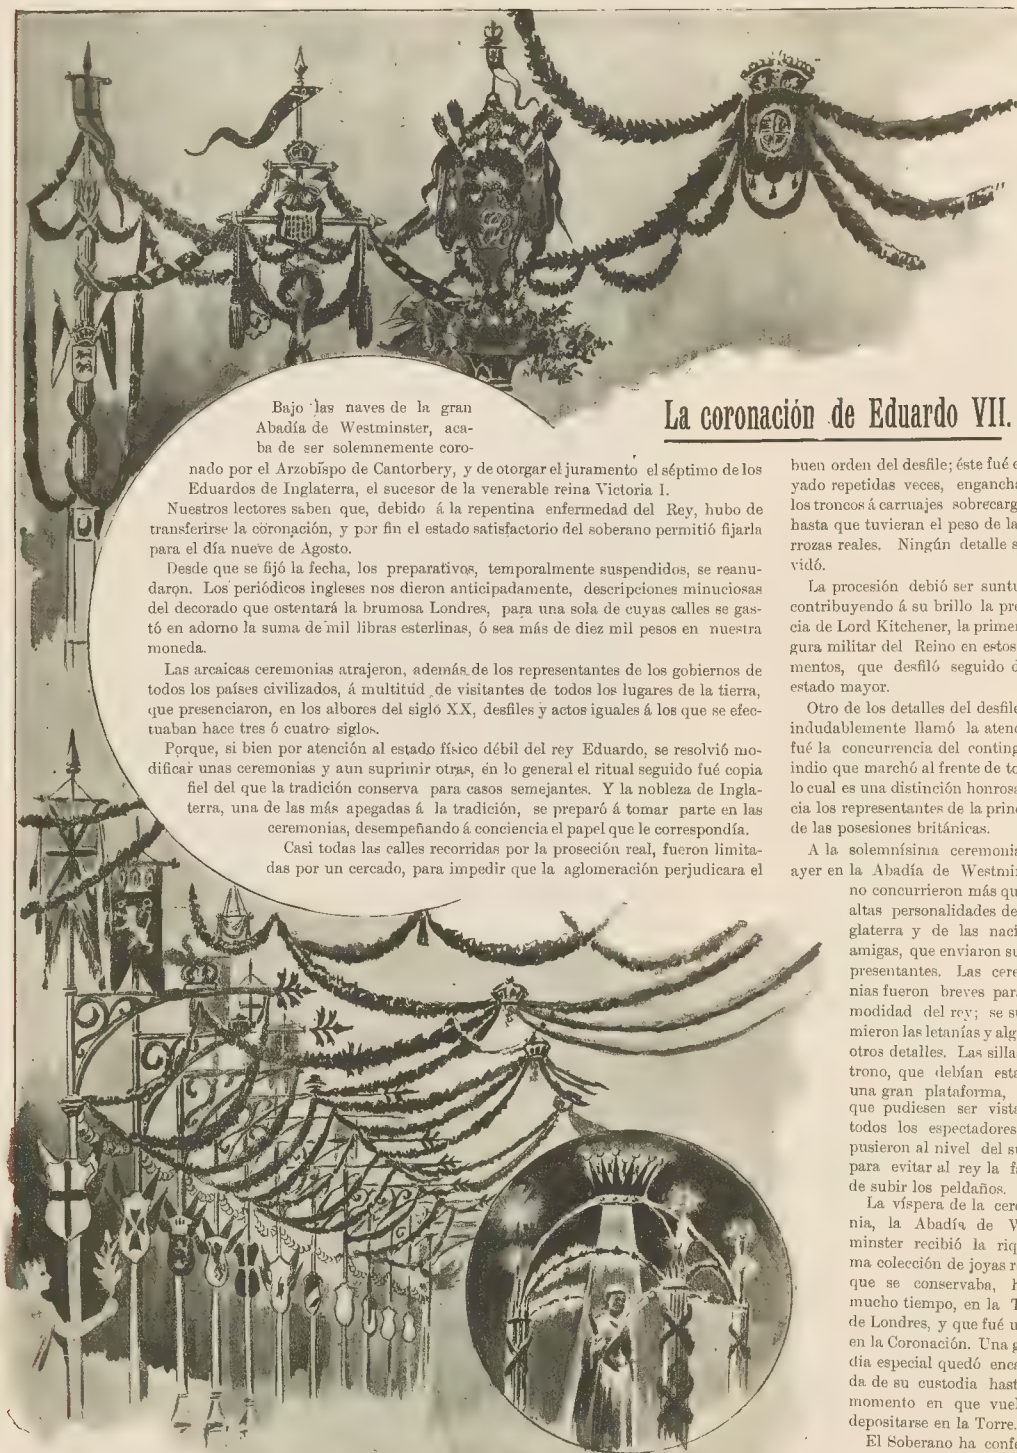 La coronación de Eduardo VII.
Bajo las naves de la gran
Abadía de Westminster, aca-
ba de ser solemnemente coro-
nado por el Arzobispo de Cantorbery, y de otorgar el juramento el séptimo de los
Eduardos de Inglaterra, el sucesor de la venerable reina Victoria I.
Nuestros lectores saben que, debido á la repentina enfermedad del Rey, hubo de
transferirse la coronación, y por fin el estado satisfactorio del soberano permitió fijarla
para el día nueve de Agosto.
Desde que se fijó la fecha, los preparativos, temporalmente suspendidos, se reanu-
daron. Los periódicos ingleses nos dieron anticipadamente, descripciones minuciosas
del decorado que ostentará la brumosa Londres, para una sola de cuyas calles se gas-
tó en adorno la suma de mil libras esterlinas, ó sea más de diez mil pesos en nuestra
moneda.
Las arcaicas ceremonias atrajeron, además de los representantes de los gobiernos de
todos los países civilizados, á multitud de visitantes de todos los lugares de la tierra,
que presenciaron, en los albores del siglo XX, desfiles y actos iguales á los que se efec-
tuaban hace tres ó cuatro siglos.
Porque, si bien por atención al estado físico débil del rey Eduardo, se resolvió mo-
dificar unas ceremonias y aun suprimir otras, en lo general el ritual seguido fué copia
fiel del que la tradición conserva para casos semejantes. Y la nobleza de Ingla-
terra, una de las más apegadas á la tradición, se preparó á tomar parte en las
ceremonias, desempeñando á conciencia el papel que le correspondía.
Casi todas las calles recorridas por la proseción real, fueron limita-
das por un cercado, para impedir que la aglomeración perjudicara el
buen orden del desfile; éste fué e
yado repetidas veces, engancha
los troncos á carruajes sobrecarg
hasta que tuvieran el peso de la
rrozas reales. Ningún detalle s
vidó.
La procesión debió ser suntu
contribuyendo á su brillo la pre
cia de Lord Kitchener, la primer
gura militar del Reino en estos
mentos, que desfiló seguido d
estado mayor.
Otro de los detalles del desfile
indudablemente llamó la atenc
fué la concurrencia del conting
indio que marchó al frente de to
lo cual es una distinción honrosa
cia los representantes de la princ
de las posesiones británicas.
A la solemnísima ceremonia
ayer en la Abadía de Westmin
no concurrieron más qu
altas personalidades de
glaterra y de las naci
amigas, que enviaron su
presentantes. Las cere
nias fueron breves par
modidad del rey; se su
mieron las letanías y alg
otros detalles. Las silla
trono, que debían esta
una gran plataforma,
que pudiesen ser vista
todos los espectadores
pusieron al nivel del su
para evitar al rey la fa
de subir los peldaños.
La víspera de la cere
nia, la Abadía de W
minster recibió la riq
ma colección de joyas r
que se conservaba, h
mucho tiempo, en la T
de Londres, y que fué u
en la Coronación. Una g
dia especial quedó enca
da de su custodia hast
momento en que vuel
depositarse en la Torre.
El Soberano ha confe